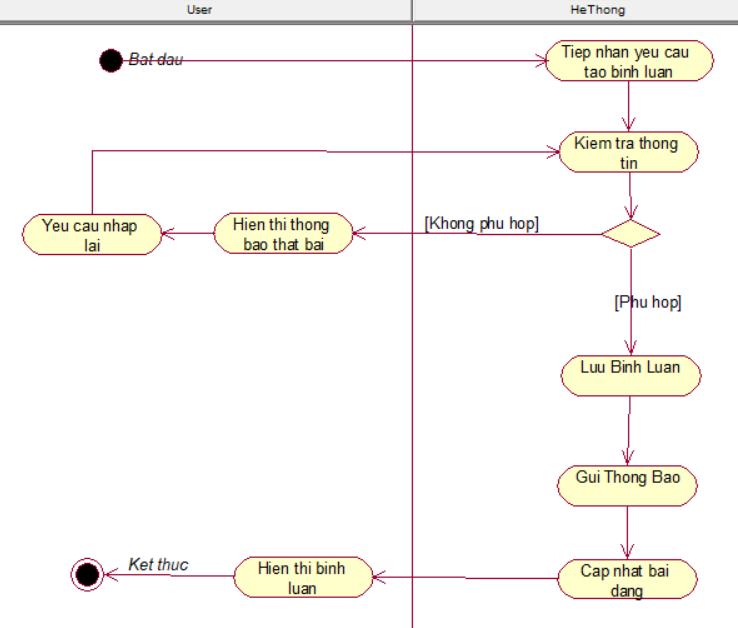 User
HeThong
Bat dau
Tiep nhan yeu cau
tao binh luan
Kiem tra thong
tin
Yeu cau nhap
lai
Hien thi thong
bao that bai
[Khong phu hop]
[Phu hop]
Luu Binh Luan
Gui Thong Bao
Ket thuc
Hien thi binh
luan
Cap nhat bai
dang